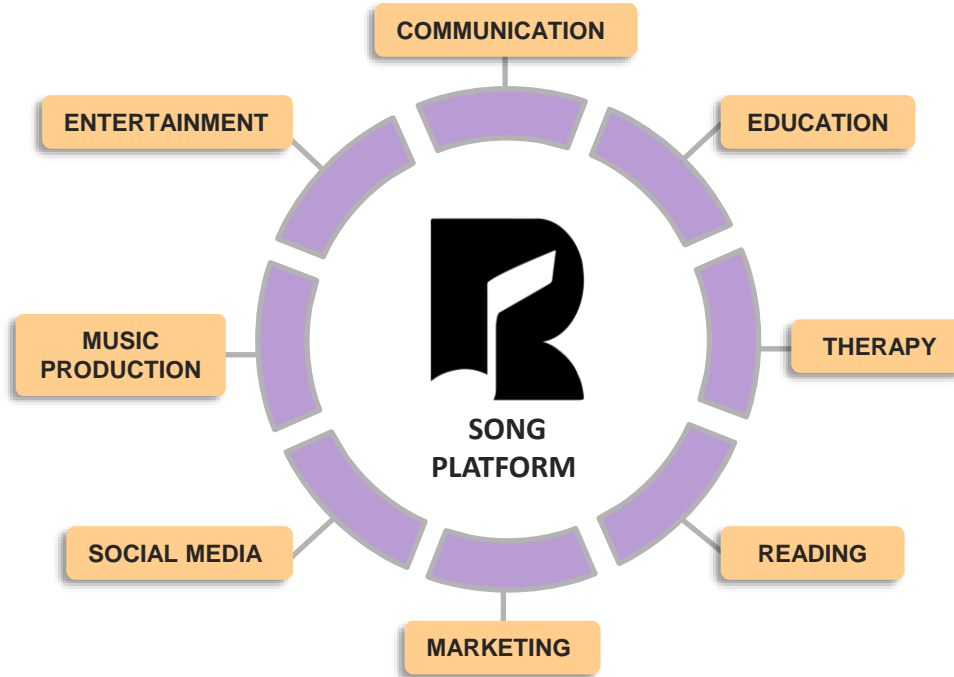 COMMUNICATION
ENTERTAINMENT
EDUCATION
MUSIC
PRODUCTION
THERAPY
SONG
PLATFORM
SOCIAL MEDIA
READING
MARKETING